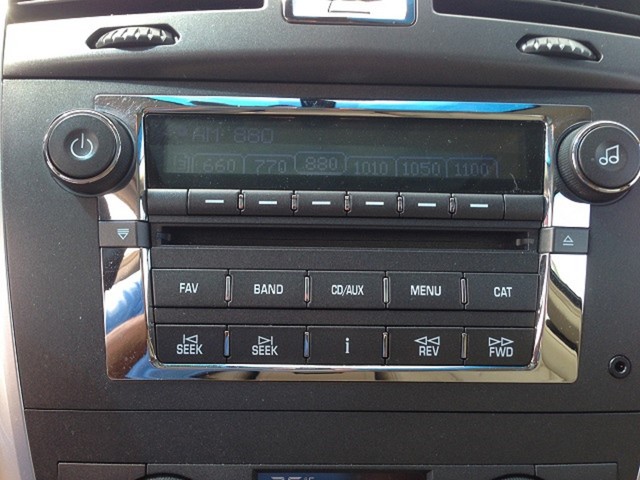 AM 880
660 770 880 1010 1050 1100
FAV BAND CD/AUX MENU CAT
SEEK SEEK i REV FWD